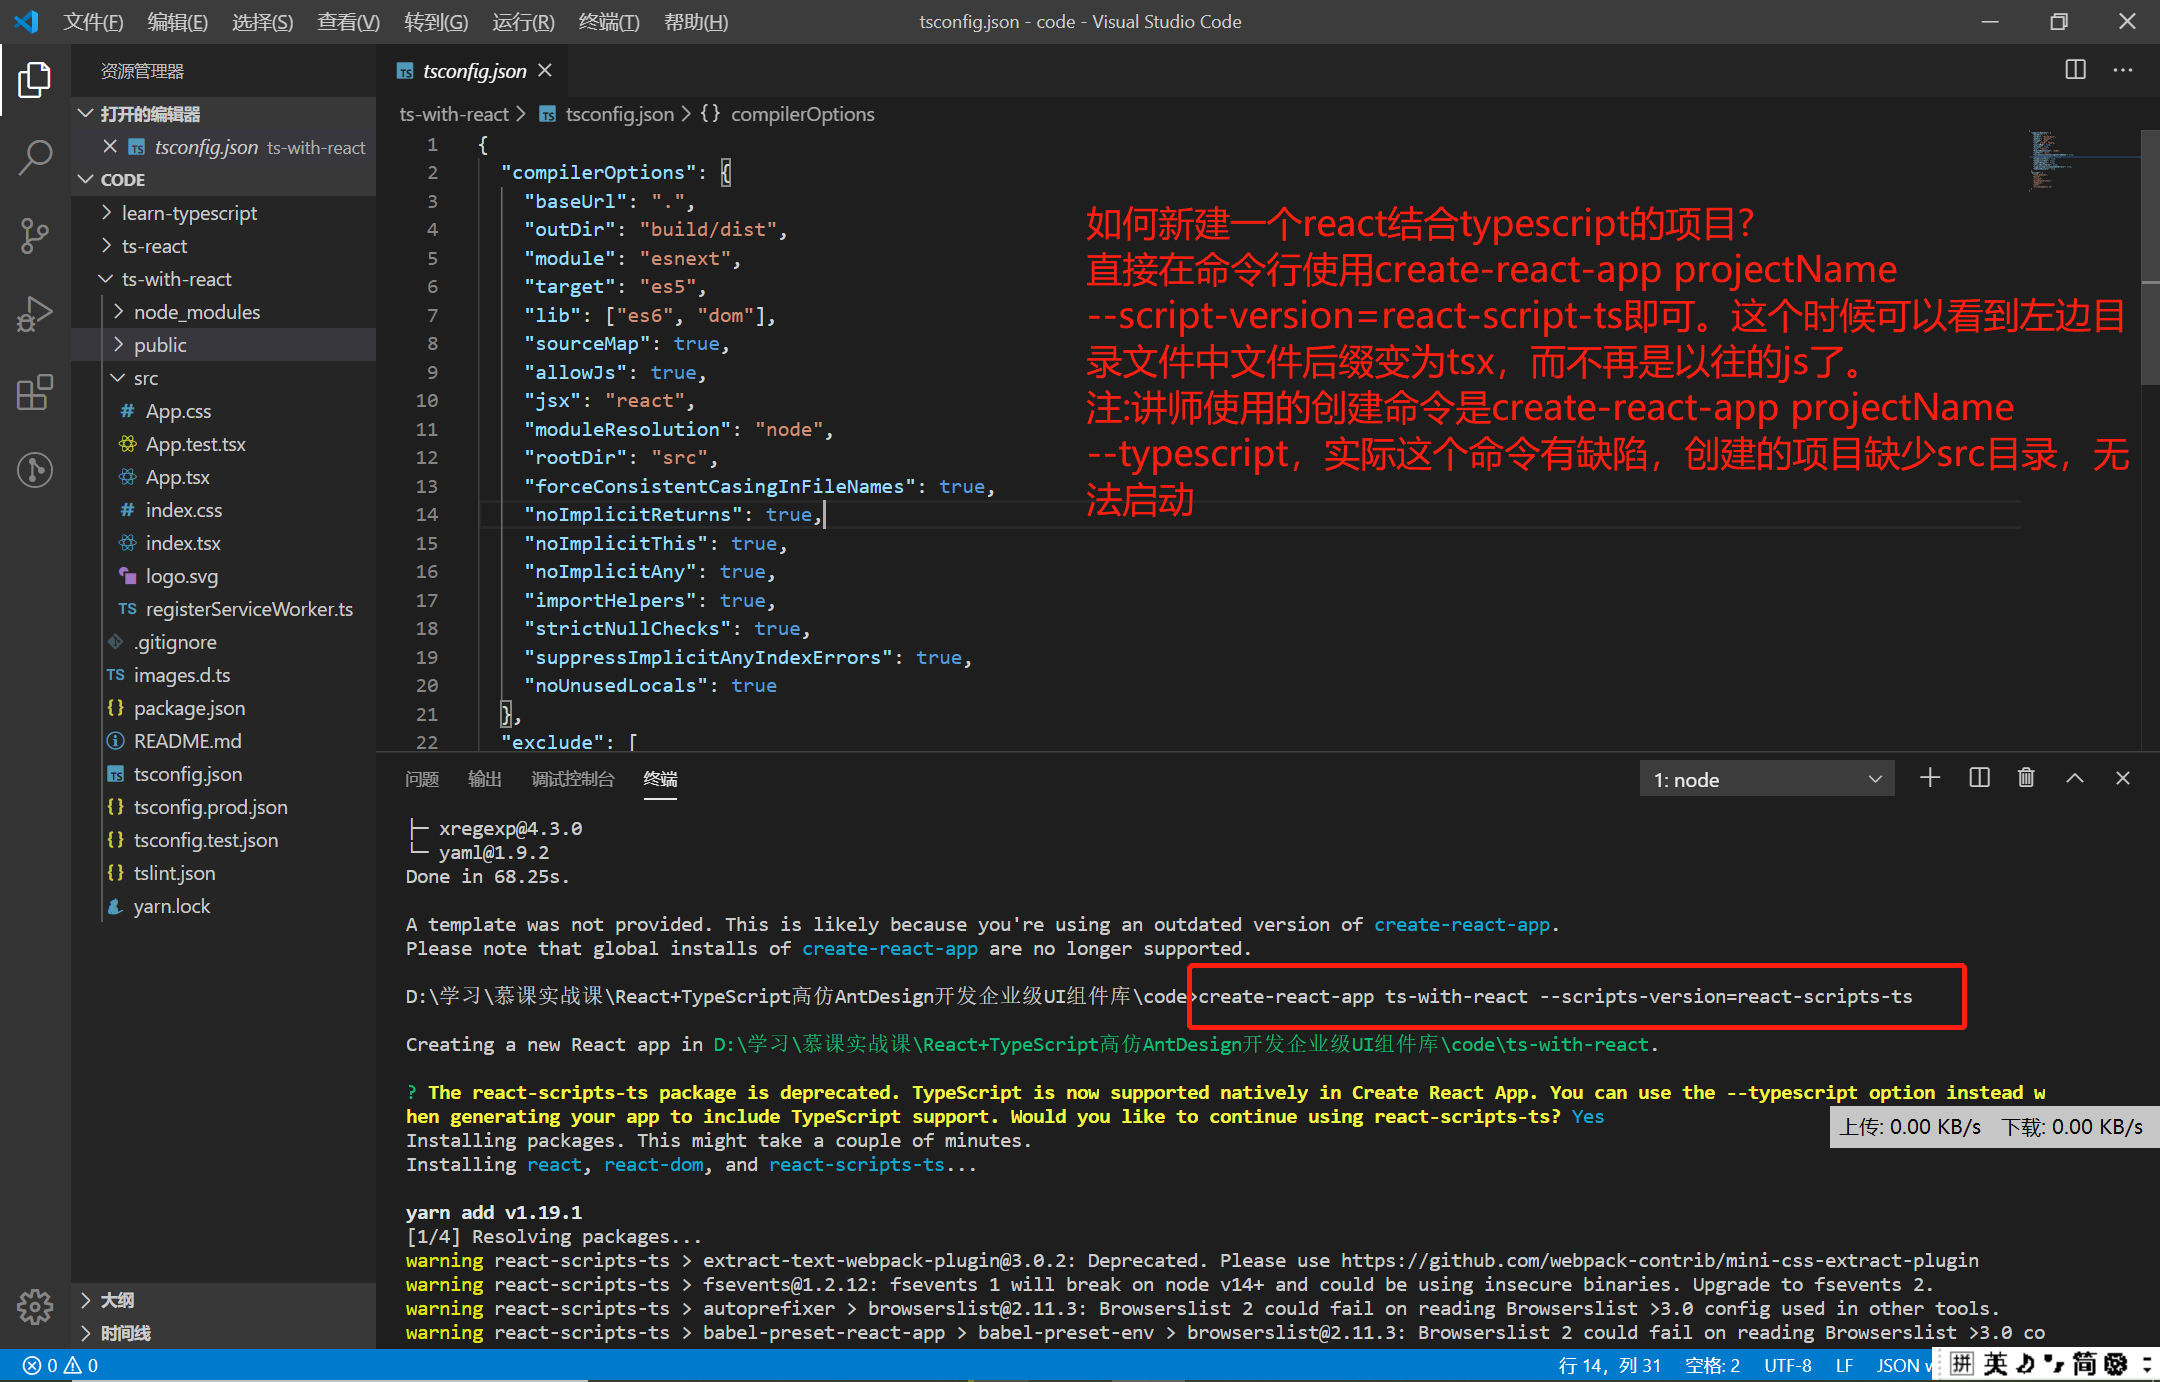 文件(F) 编辑(E) 选择(S) 查看(V) 转到(G) 运行(R) 终端(T) 帮助(H)
tsconfig.json - code - Visual Studio Code
资源管理器
打开的编辑器
tsconfig.json ts-with-react
CODE
learn-typescript
ts-react
ts-with-react
node_modules
public
src
App.css
App.test.tsx
App.tsx
index.css
index.tsx
logo.svg
TS registerServiceWorker.ts
.gitignore
TS images.d.ts
{} package.json
README.md
TS tsconfig.json
{} tsconfig.prod.json
{} tsconfig.test.json
{} tslint.json
yarn.lock
大纲
时间线
TS tsconfig.json
ts-with-react > TS tsconfig.json > {} compilerOptions
1 {
2 "compilerOptions": {
3 "baseUrl": ".",
4 "outDir": "build/dist",
5 "module": "esnext",
6 "target": "es5",
7 "lib": ["es6", "dom"],
8 "sourceMap": true,
9 "allowJs": true,
10 "jsx": "react",
11 "moduleResolution": "node",
12 "rootDir": "src",
13 "forceConsistentCasingInFileNames": true,
14 "noImplicitReturns": true,
15 "noImplicitThis": true,
16 "noImplicitAny": true,
17 "importHelpers": true,
18 "strictNullChecks": true,
19 "suppressImplicitAnyIndexErrors": true,
20 "noUnusedLocals": true
21 },
22 "exclude": [
如何新建一个react结合typescript的项目?
直接在命令行使用create-react-app projectName
--script-version=react-script-ts即可。这个时候可以看到左边目
录文件中文件后缀变为tsx，而不再是以往的js了。
注:讲师使用的创建命令是create-react-app projectName
--typescript，实际这个命令有缺陷，创建的项目缺少src目录，无
法启动
问题 输出 调试控制台 终端
1: node
├─ xregexp@4.3.0
└─ yaml@1.9.2
Done in 68.25s.
A template was not provided. This is likely because you're using an outdated version of create-react-app.
Please note that global installs of create-react-app are no longer supported.
D:\学习\慕课实战课\React+TypeScript高仿AntDesign开发企业级UI组件库\code>create-react-app ts-with-react --scripts-version=react-scripts-ts
Creating a new React app in D:\学习\慕课实战课\React+TypeScript高仿AntDesign开发企业级UI组件库\code\ts-with-react.
? The react-scripts-ts package is deprecated. TypeScript is now supported natively in Create React App. You can use the --typescript option instead w
hen generating your app to include TypeScript support. Would you like to continue using react-scripts-ts? Yes
Installing packages. This might take a couple of minutes.
Installing react, react-dom, and react-scripts-ts...
yarn add v1.19.1
[1/4] Resolving packages...
warning react-scripts-ts > extract-text-webpack-plugin@3.0.2: Deprecated. Please use https://github.com/webpack-contrib/mini-css-extract-plugin
warning react-scripts-ts > fsevents@1.2.12: fsevents 1 will break on node v14+ and could be using insecure binaries. Upgrade to fsevents 2.
warning react-scripts-ts > autoprefixer > browserslist@2.11.3: Browserslist 2 could fail on reading Browserslist >3.0 config used in other tools.
warning react-scripts-ts > babel-preset-react-app > babel-preset-env > browserslist@2.11.3: Browserslist 2 could fail on reading Browserslist >3.0 co
上传: 0.00 KB/s 下载: 0.00 KB/s
0 0
行 14，列 31 空格: 2 UTF-8 LF JSON w
拼 英 简